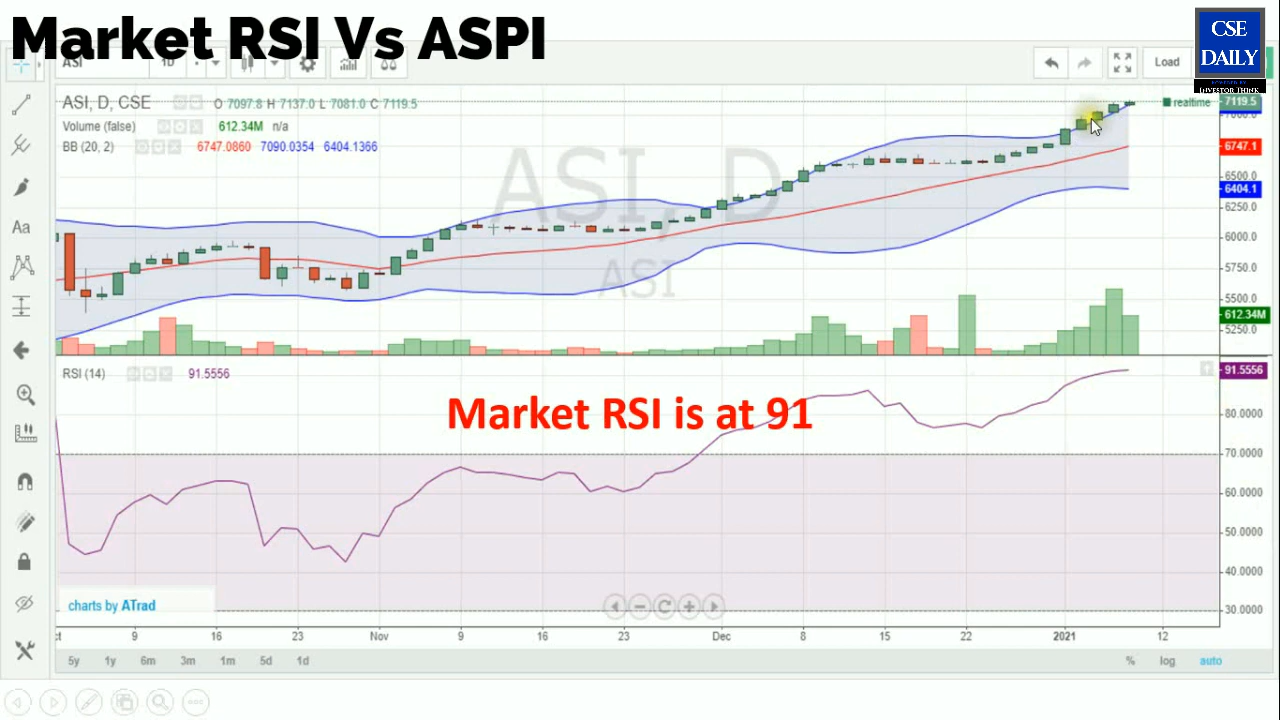 Market RSI Vs ASPI
CSE
DAILY
POWERED BY
INVESTOR THINK
ASI
1D
Load
ASI, D, CSE
O 7097.8 H 7137.0 L 7081.0 C 7119.5
Volume (false)
612.34M n/a
BB (20, 2)
6747.0860 7090.0354 6404.1366
realtime
7119.5
7000.0
6747.1
6500.0
6404.1
6250.0
6000.0
5750.0
5500.0
612.34M
5250.0
ASI, D
ASI
RSI (14)
91.5556
91.5556
Market RSI is at 91
80.0000
70.0000
60.0000
50.0000
40.0000
30.0000
charts by ATrad
9 16 23 Nov 9 16 23 Dec 8 15 22 2021 12
5y 1y 6m 3m 1m 5d 1d
% log auto
Aa